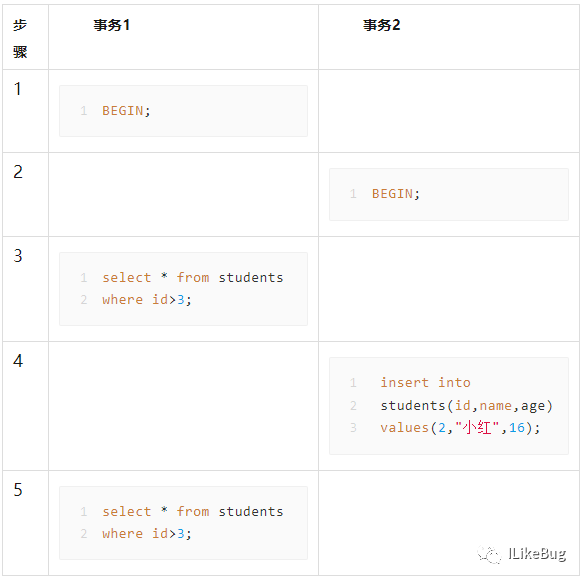 步骤 事务1 事务2
1
1 BEGIN;
2
1 BEGIN;
3
1 select * from students
2 where id>3;
4
1 insert into
2 students(id,name,age)
3 values(2,"小红",16);
5
1 select * from students
2 where id>3;
ILikeBug